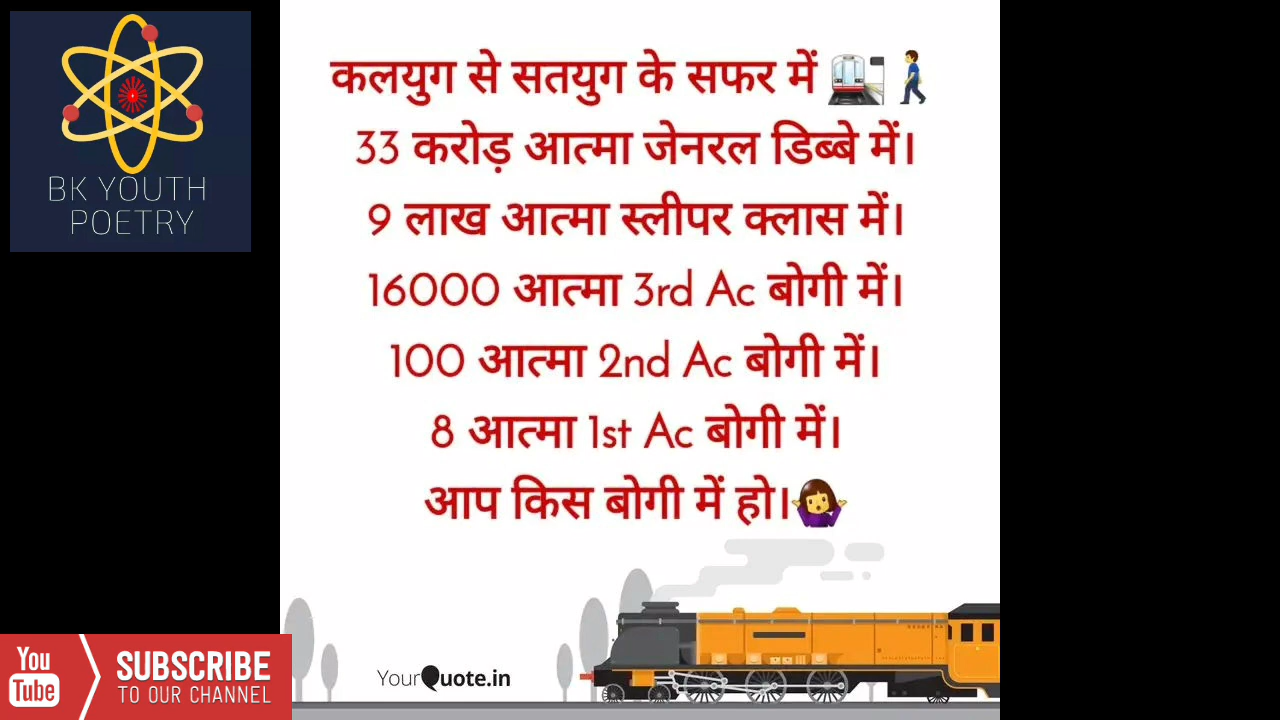 BK YOUTH
POETRY
कलयुग से सतयुग के सफर में
33 करोड़ आत्मा जेनरल डिब्बे में।
9 लाख आत्मा स्लीपर क्लास में।
16000 आत्मा 3rd Ac बोगी में।
100 आत्मा 2nd Ac बोगी में।
8 आत्मा 1st Ac बोगी में।
आप किस बोगी में हो।
YourQuote.in
You
Tube
SUBSCRIBE
TO OUR CHANNEL